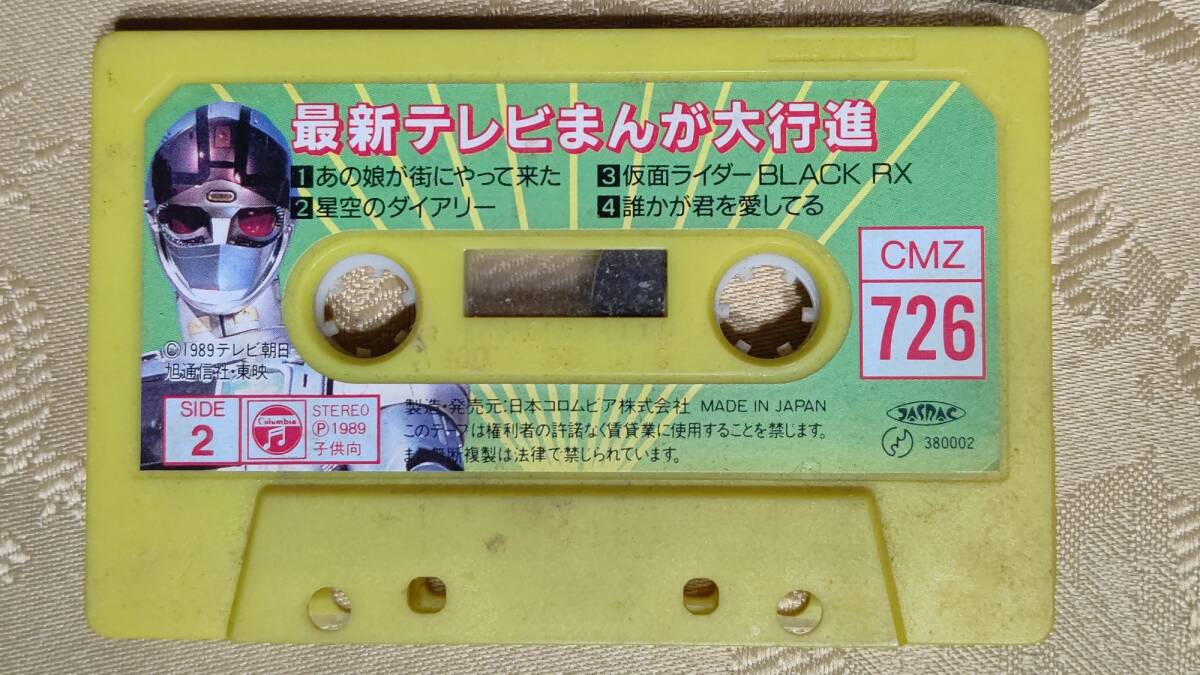 最新テレビまんが大行進
1 あの娘が街にやって来た
2 星空のダイアリー
3 仮面ライダーBLACK RX
4 誰かが君を愛してる
CMZ
726
©1989テレビ朝日
旭通信社・東映
SIDE
2
Columbia
STEREO
Ⓟ1989
子供向
製造・発売元:日本コロムビア株式会社 MADE IN JAPAN
このテープは権利者の許諾なく賃貸業に使用することを禁じます。
また無断複製は法律で禁じられています。
JASRAC
380002